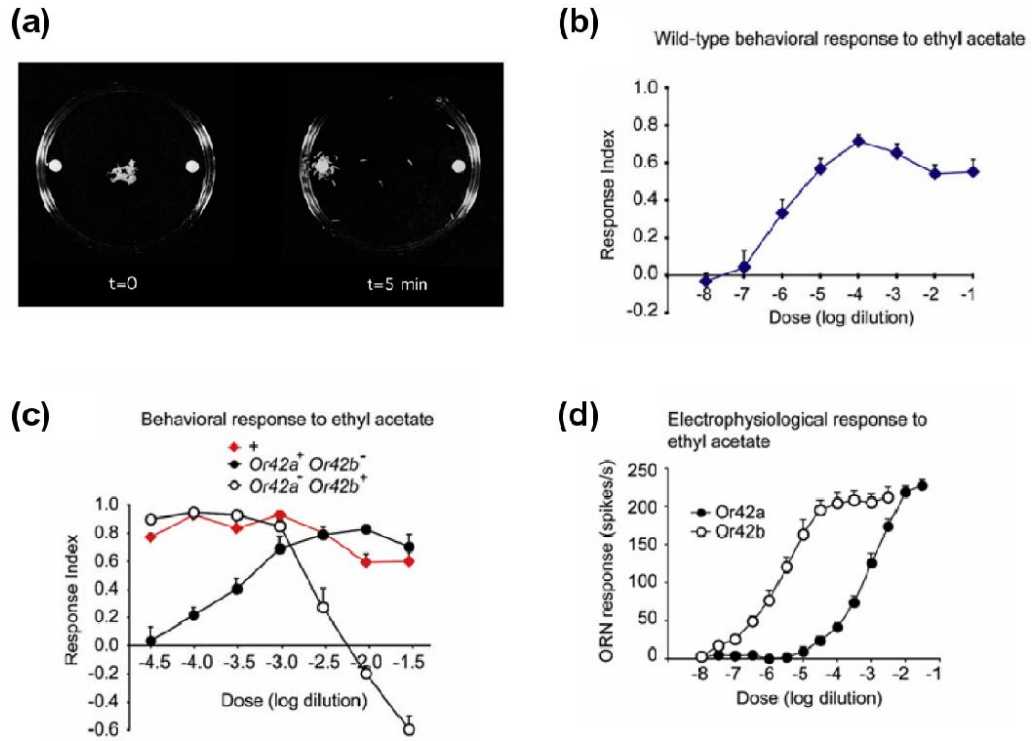 (a)
t=0
t=5 min
(b)
Wild-type behavioral response to ethyl acetate
Response Index
1.0
0.8
0.6
0.4
0.2
0.0
-0.2
-8 -7 -6 -5 -4 -3 -2 -1
Dose (log dilution)
(c)
Behavioral response to ethyl acetate
+
Or42a+ Or42b-
Or42a- Or42b+
Response Index
1.0
0.8
0.6
0.4
0.2
0.0
-0.2
-0.4
-0.6
-4.5 -4.0 -3.5 -3.0 -2.5 -2.0 -1.5
Dose (log dilution)
(d)
Electrophysiological response to
ethyl acetate
ORN response (spikes/s)
250
200
150
100
50
0
Or42a
Or42b
-8 -7 -6 -5 -4 -3 -2 -1
Dose (log dilution)